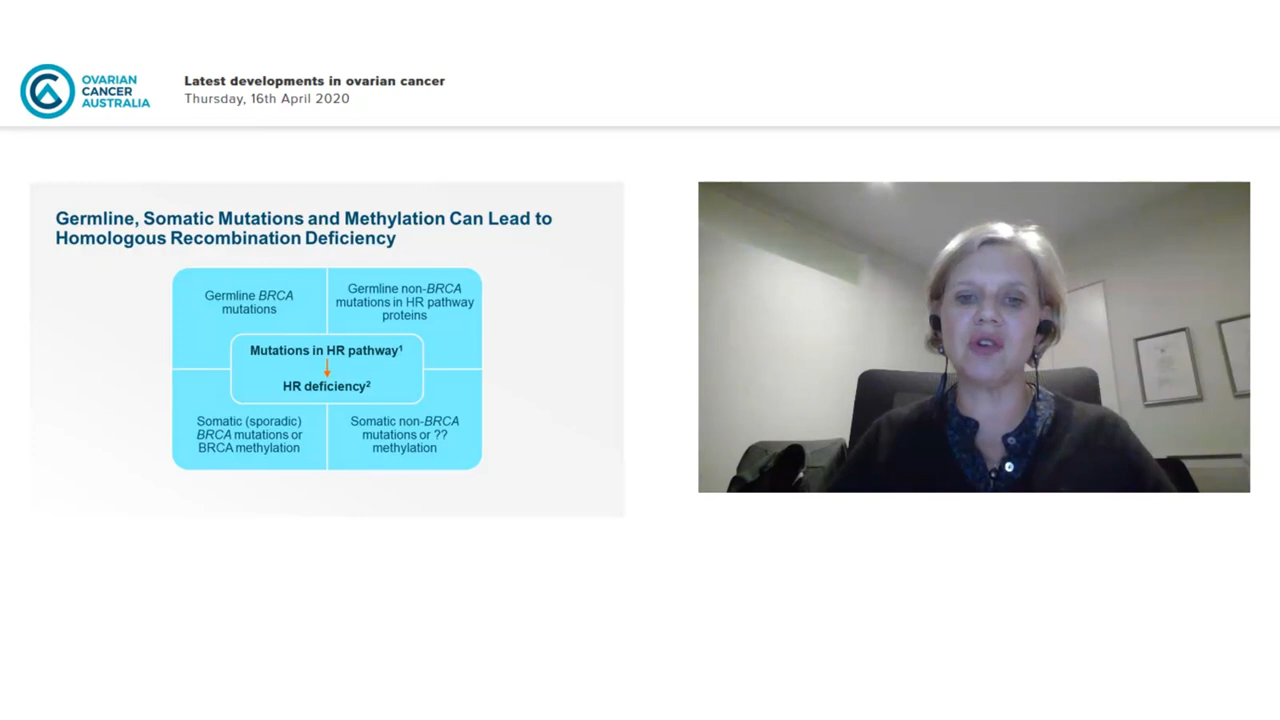 OVARIAN
CANCER
AUSTRALIA
Latest developments in ovarian cancer
Thursday, 16th April 2020
Germline, Somatic Mutations and Methylation Can Lead to
Homologous Recombination Deficiency
Germline BRCA
mutations
Germline non-BRCA
mutations in HR pathway
proteins
Mutations in HR pathway¹
HR deficiency²
Somatic (sporadic)
BRCA mutations or
BRCA methylation
Somatic non-BRCA
mutations or ??
methylation